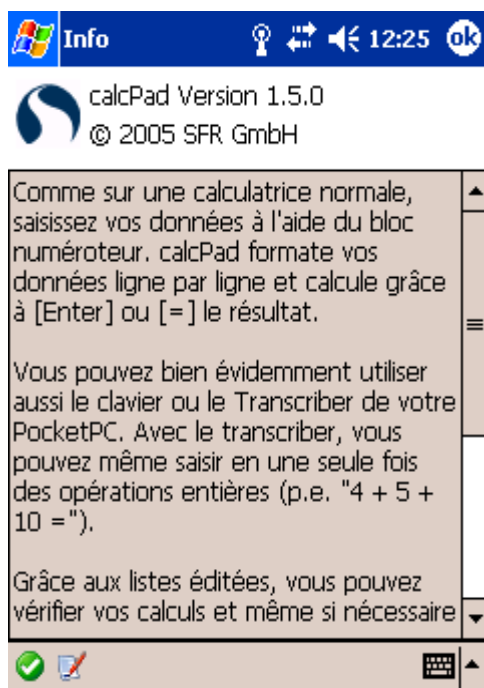 Info 12:25 ok
calcPad Version 1.5.0
© 2005 SFR GmbH
Comme sur une calculatrice normale,
saisissez vos données à l'aide du bloc
numéroteur. calcPad formate vos
données ligne par ligne et calcule grâce
à [Enter] ou [=] le résultat.
Vous pouvez bien évidemment utiliser
aussi le clavier ou le Transcriber de votre
PocketPC. Avec le transcriber, vous
pouvez même saisir en une seule fois
des opérations entières (p.e. "4 + 5 +
10 =").
Grâce aux listes éditées, vous pouvez
vérifier vos calculs et même si nécessaire